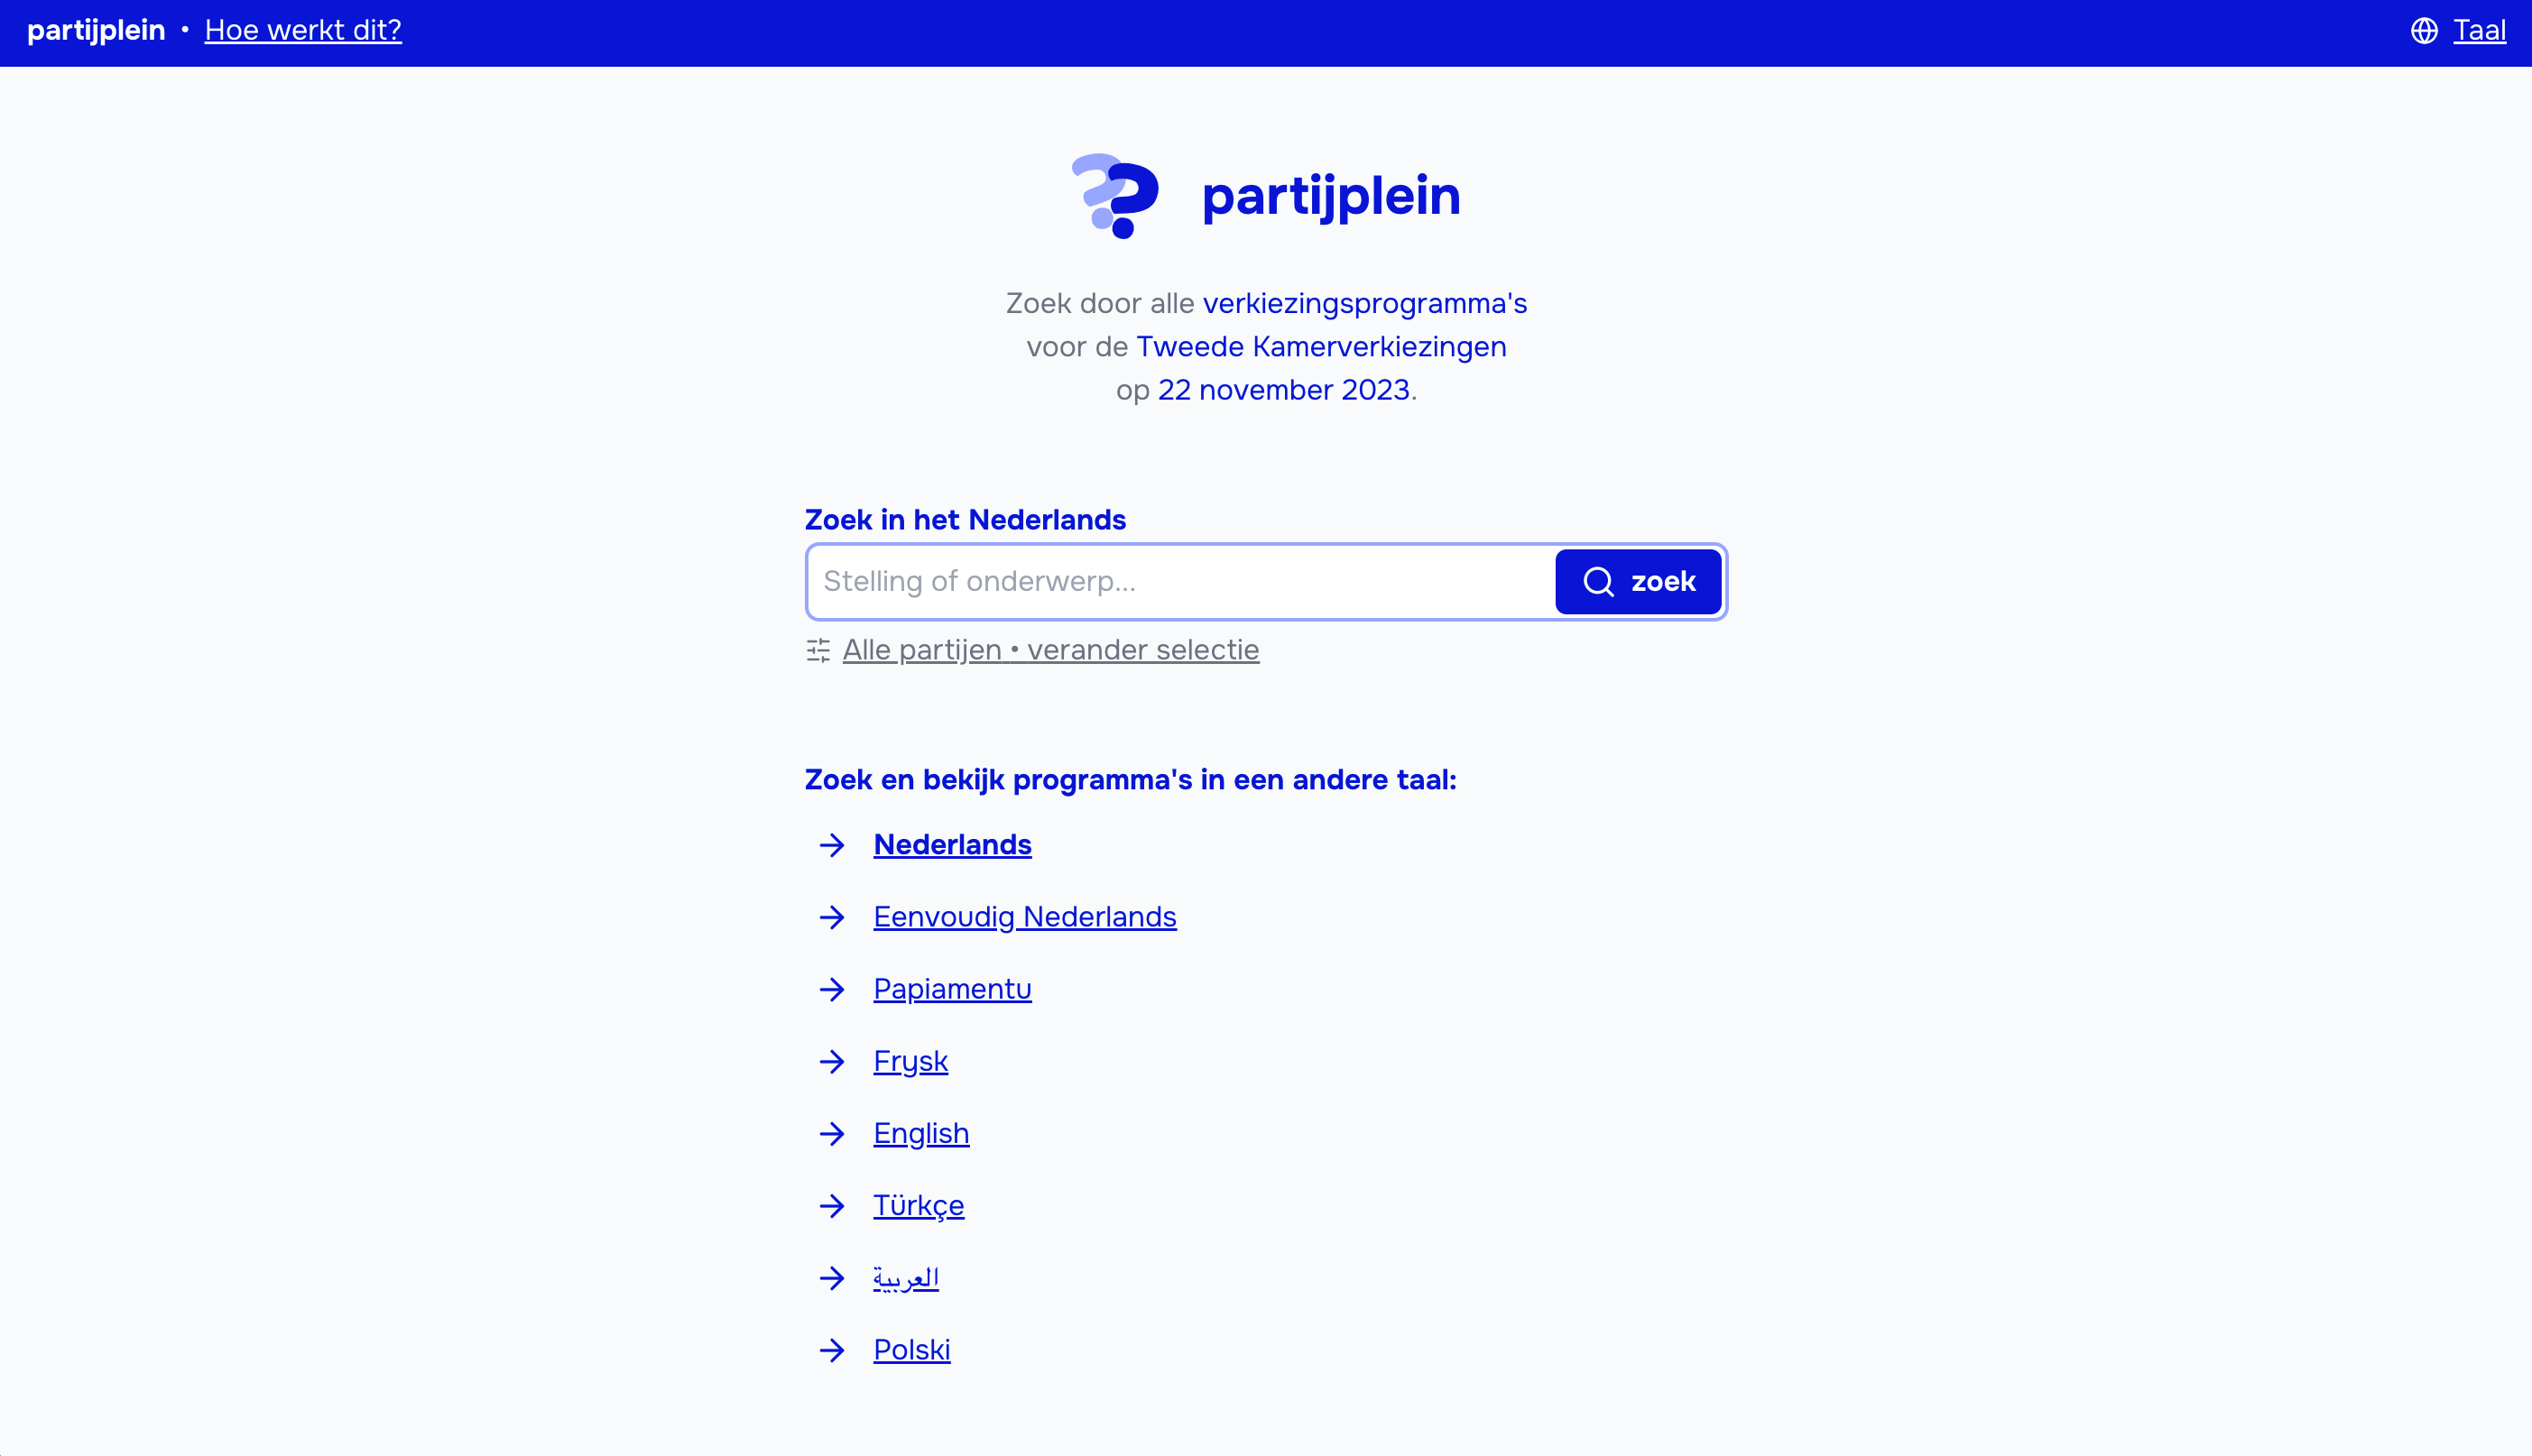 partijplein • Hoe werkt dit?
Taal
partijplein
Zoek door alle verkiezingsprogramma's
voor de Tweede Kamerverkiezingen
op 22 november 2023.
Zoek in het Nederlands
Stelling of onderwerp...
zoek
Alle partijen • verander selectie
Zoek en bekijk programma's in een andere taal:
Nederlands
Eenvoudig Nederlands
Papiamentu
Frysk
English
Türkçe
العربية
Polski